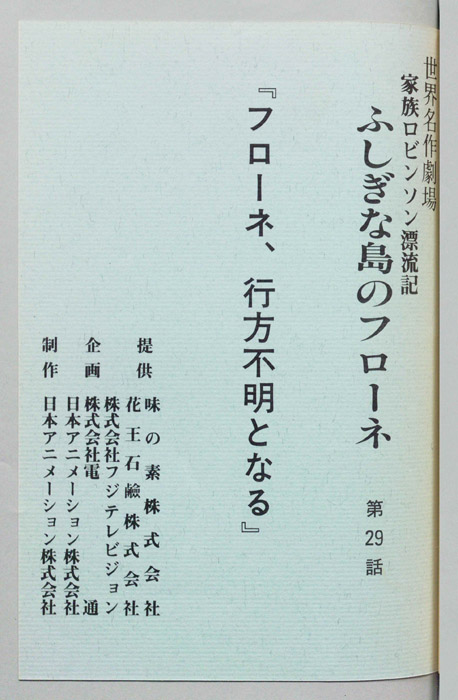 世界名作劇場
家族ロビンソン漂流記
ふしぎな島のフローネ 第29話
『フローネ、行方不明となる』
提供 味の素株式会社
花王石鹼株式会社
企画 株式会社フジテレビジョン
株式会社電通
日本アニメーション株式会社
制作 日本アニメーション株式会社